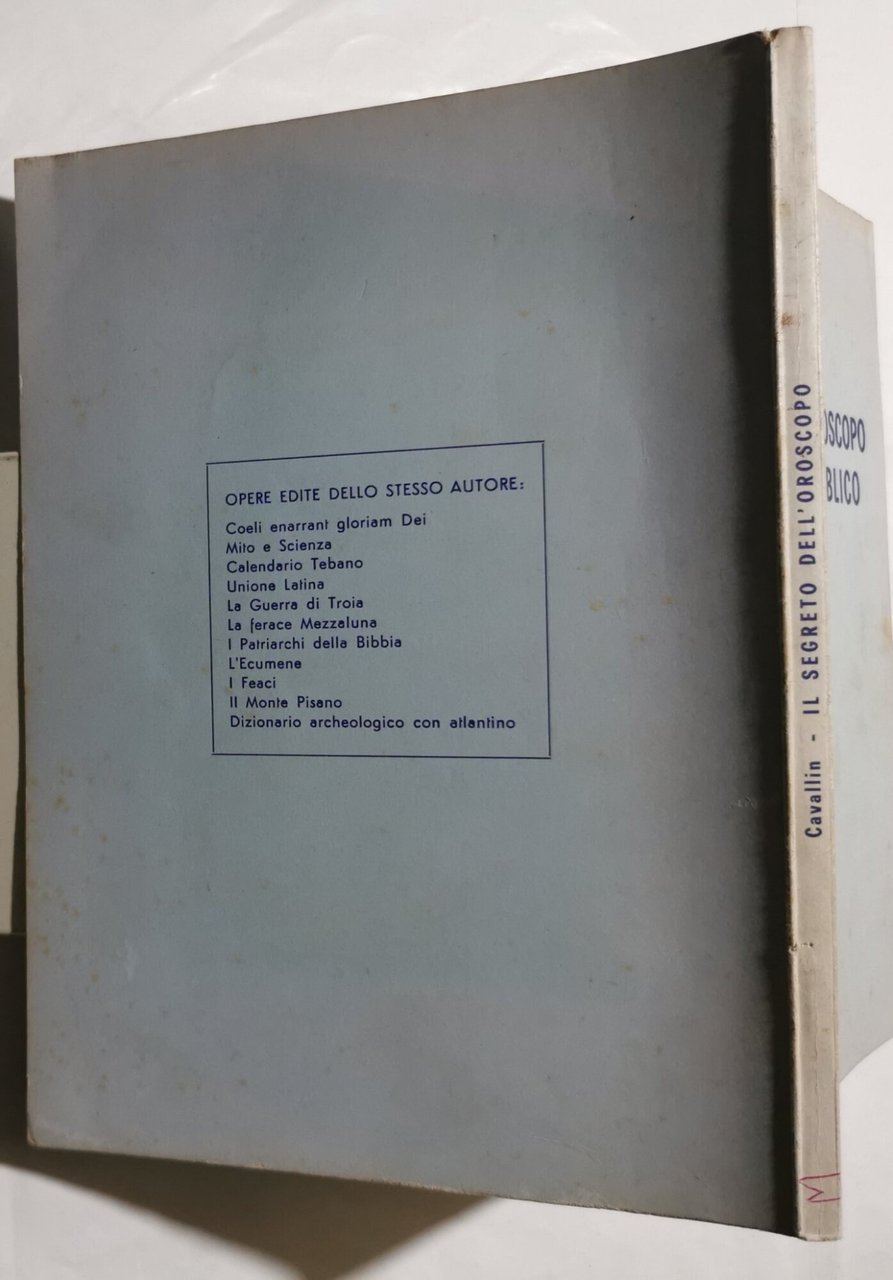 OPERE EDITE DELLO STESSO AUTORE:
Coeli enarrant gloriam Dei
Mito e Scienza
Calendario Tebano
Unione Latina
La Guerra di Troia
La ferace Mezzaluna
I Patriarchi della Bibbia
L'Ecumene
I Feaci
Il Monte Pisano
Dizionario archeologico con atlantino
Cavallin - IL SEGRETO DELL'OROSCOPO
OSCOPO
BLICO
M